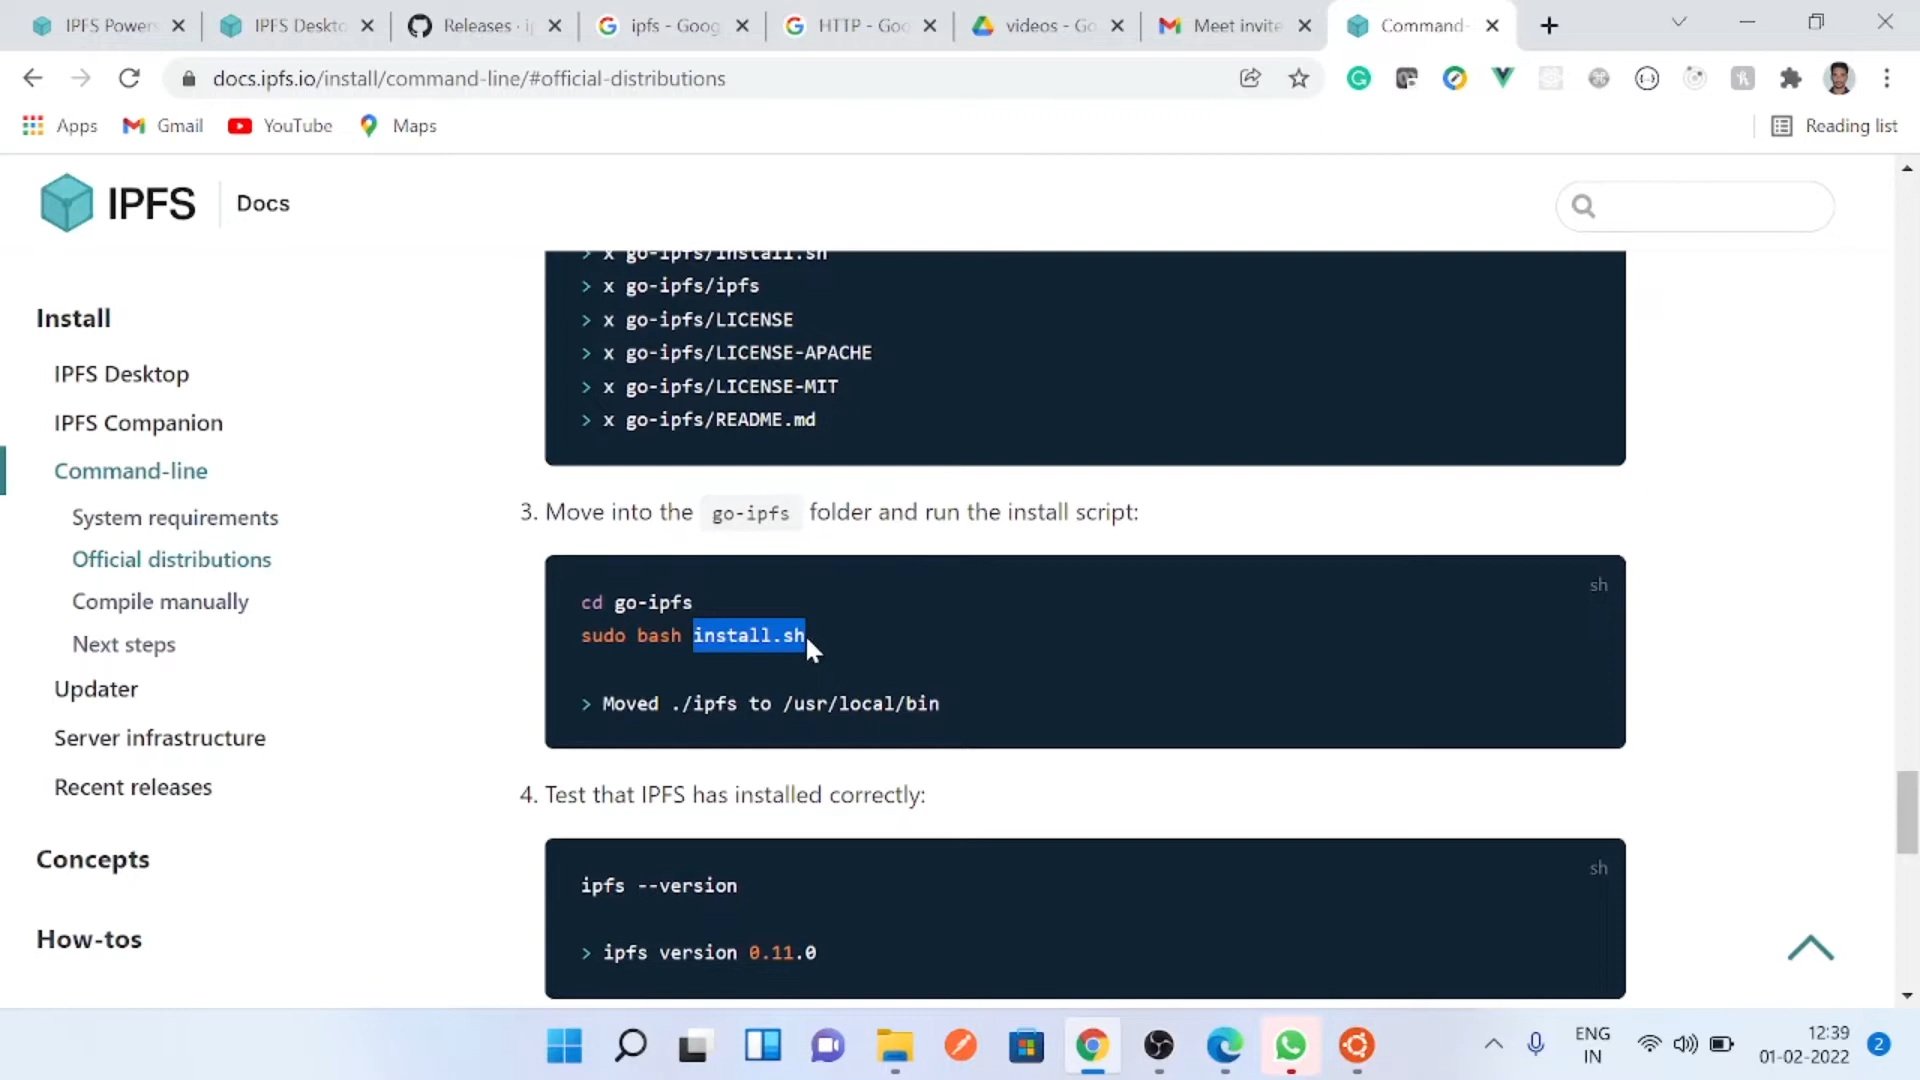 IPFS Power
IPFS Deskto
Releases · ip
ipfs - Goog
HTTP - Goo
videos - Go
Meet invite
Command-
docs.ipfs.io/install/command-line/#official-distributions
Apps
Gmail
YouTube
Maps
Reading list
IPFS
Docs
Install
IPFS Desktop
IPFS Companion
Command-line
System requirements
Official distributions
Compile manually
Next steps
Updater
Server infrastructure
Recent releases
Concepts
How-tos
> x go-ipfs/install.sh
> x go-ipfs/ipfs
> x go-ipfs/LICENSE
> x go-ipfs/LICENSE-APACHE
> x go-ipfs/LICENSE-MIT
> x go-ipfs/README.md
3. Move into the go-ipfs folder and run the install script:
sh
cd go-ipfs
sudo bash install.sh
> Moved ./ipfs to /usr/local/bin
4. Test that IPFS has installed correctly:
sh
ipfs --version
> ipfs version 0.11.0
ENG
IN
12:39
01-02-2022
2